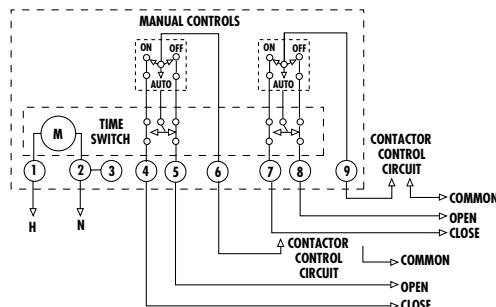 MANUAL CONTROLS
ON OFF
AUTO
ON OFF
AUTO
M
TIME
SWITCH
1 2 3 4 5 6 7 8 9
H
N
CONTACTOR
CONTROL
CIRCUIT
COMMON
OPEN
CLOSE
CONTACTOR
CONTROL
CIRCUIT
COMMON
OPEN
CLOSE